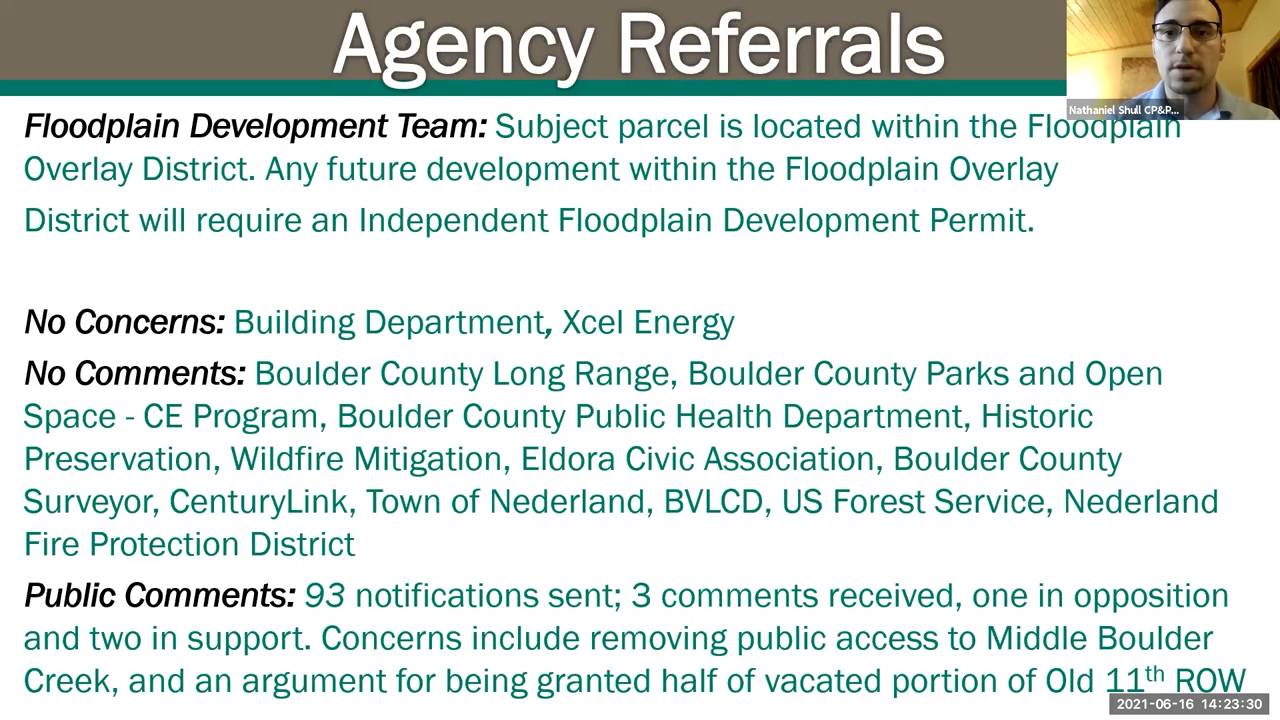 Agency Referrals
Nathaniel Shull CP&P...
Floodplain Development Team: Subject parcel is located within the Floodplain
Overlay District. Any future development within the Floodplain Overlay
District will require an Independent Floodplain Development Permit.
No Concerns: Building Department, Xcel Energy
No Comments: Boulder County Long Range, Boulder County Parks and Open
Space - CE Program, Boulder County Public Health Department, Historic
Preservation, Wildfire Mitigation, Eldora Civic Association, Boulder County
Surveyor, CenturyLink, Town of Nederland, BVLCD, US Forest Service, Nederland
Fire Protection District
Public Comments: 93 notifications sent; 3 comments received, one in opposition
and two in support. Concerns include removing public access to Middle Boulder
Creek, and an argument for being granted half of vacated portion of Old 11th ROW
2021-06-16 14:23:30